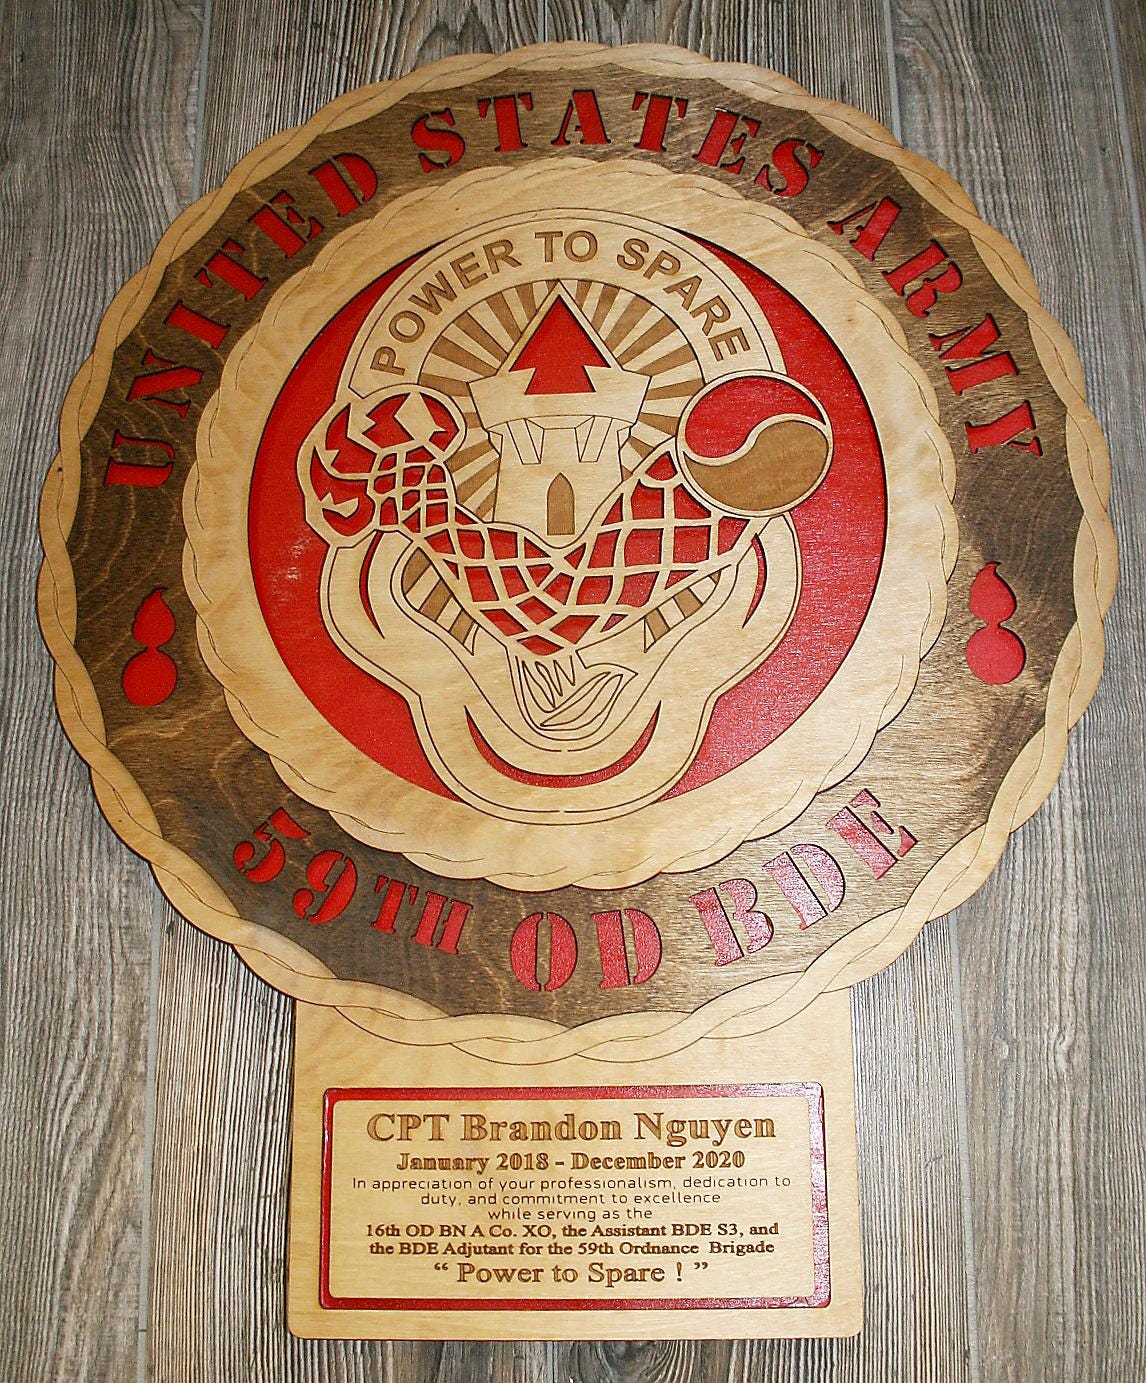 UNITED STATES ARMY
POWER TO SPARE
59TH OD BDE
CPT Brandon Nguyen
January 2018 - December 2020
In appreciation of your professionalism, dedication to
duty, and commitment to excellence
while serving as the
16th OD BN A Co. XO, the Assistant BDE S3, and
the BDE Adjutant for the 59th Ordnance Brigade
“ Power to Spare ! ”